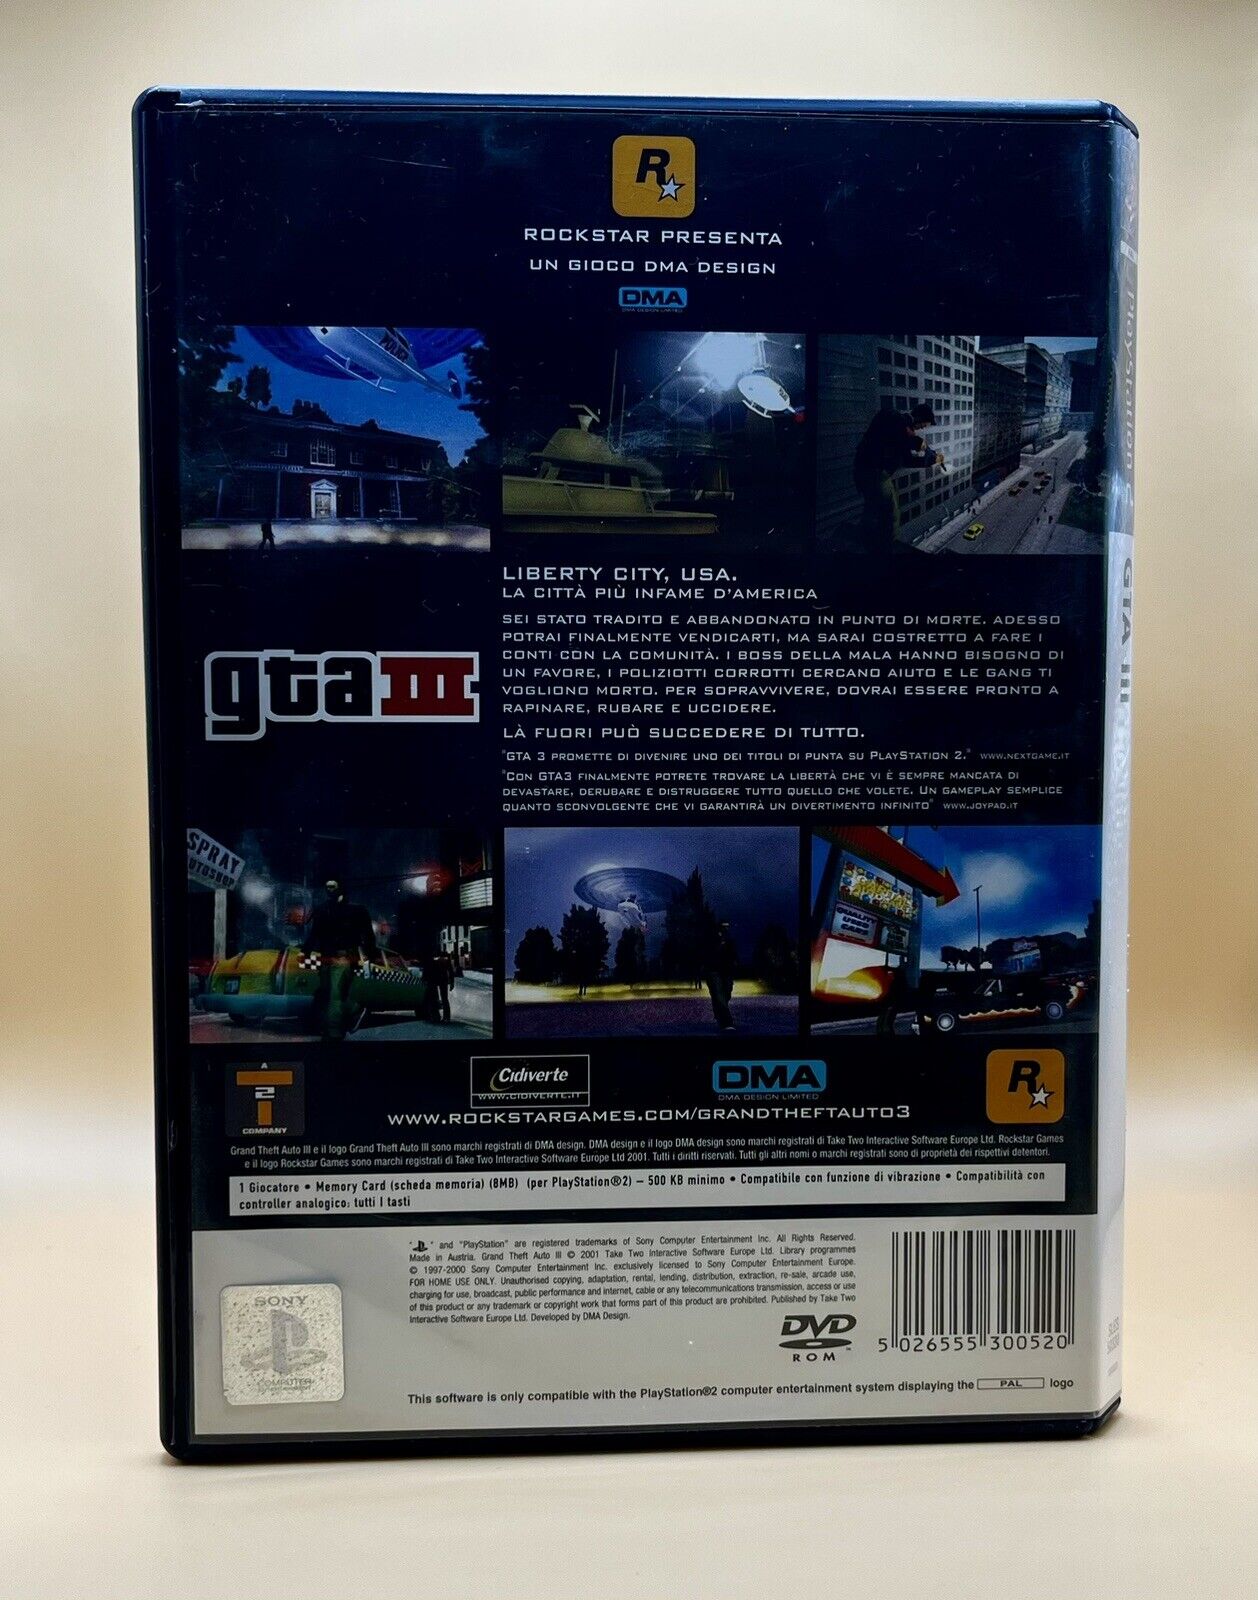 R
ROCKSTAR PRESENTA
UN GIOCO DMA DESIGN
DMA
DMA DESIGN LIMITED
LIBERTY CITY, USA.
LA CITTÀ PIÙ INFAME D'AMERICA
SEI STATO TRADITO E ABBANDONATO IN PUNTO DI MORTE. ADESSO
POTRAI FINALMENTE VENDICARTI, MA SARAI COSTRETTO A FARE I
CONTI CON LA COMUNITÀ. I BOSS DELLA MALA HANNO BISOGNO DI
UN FAVORE, I POLIZIOTTI CORROTTI CERCANO AIUTO E LE GANG TI
VOGLIONO MORTO. PER SOPRAVVIVERE, DOVRAI ESSERE PRONTO A
RAPINARE, RUBARE E UCCIDERE.
LÀ FUORI PUÒ SUCCEDERE DI TUTTO.
gta III
"GTA 3 PROMETTE DI DIVENIRE UNO DEI TITOLI DI PUNTA SU PLAYSTATION 2." WWW.NEXTGAME.IT
"CON GTA3 FINALMENTE POTRETE TROVARE LA LIBERTÀ CHE VI È SEMPRE MANCATA DI
DEVASTARE, DERUBARE E DISTRUGGERE TUTTO QUELLO CHE VOLETE. UN GAMEPLAY SEMPLICE
QUANTO SCONVOLGENTE CHE VI GARANTIRÀ UN DIVERTIMENTO INFINITO" WWW.JOYPAD.IT
SPRAY
QUALITY
USED
CARS
A
T2
COMPANY
Cidiverte
WWW.CIDIVERTE.IT
DMA
DMA DESIGN LIMITED
R
WWW.ROCKSTARGAMES.COM/GRANDTHEFTAUTO3
Grand Theft Auto III e il logo Grand Theft Auto III sono marchi registrati di DMA design. DMA design e il logo DMA design sono marchi registrati di Take Two Interactive Software Europe Ltd. Rockstar Games
e il logo Rockstar Games sono marchi registrati di Take Two Interactive Software Europe Ltd 2001. Tutti i diritti riservati. Tutti gli altri nomi o marchi registrati sono di proprietà dei rispettivi detentori.
1 Giocatore • Memory Card (scheda memoria) (8MB) (per PlayStation®2) – 500 KB minimo • Compatibile con funzione di vibrazione • Compatibilità con
controller analogico: tutti I tasti
" " and "PlayStation" are registered trademarks of Sony Computer Entertainment Inc. All Rights Reserved.
Made in Austria. Grand Theft Auto III © 2001 Take Two Interactive Software Europe Ltd. Library programmes
© 1997-2000 Sony Computer Entertainment Inc. exclusively licensed to Sony Computer Entertainment Europe.
FOR HOME USE ONLY. Unauthorised copying, adaptation, rental, lending, distribution, extraction, re-sale, arcade use,
charging for use, broadcast, public performance and internet, cable or any telecommunications transmission, access or use
of this product or any trademark or copyright work that forms part of this product are prohibited. Published by Take Two
Interactive Software Europe Ltd. Developed by DMA Design.
SONY
COMPUTER
DVD
ROM
5 026555 300520
This software is only compatible with the PlayStation®2 computer entertainment system displaying the PAL logo
PlayStation 2
GTA III